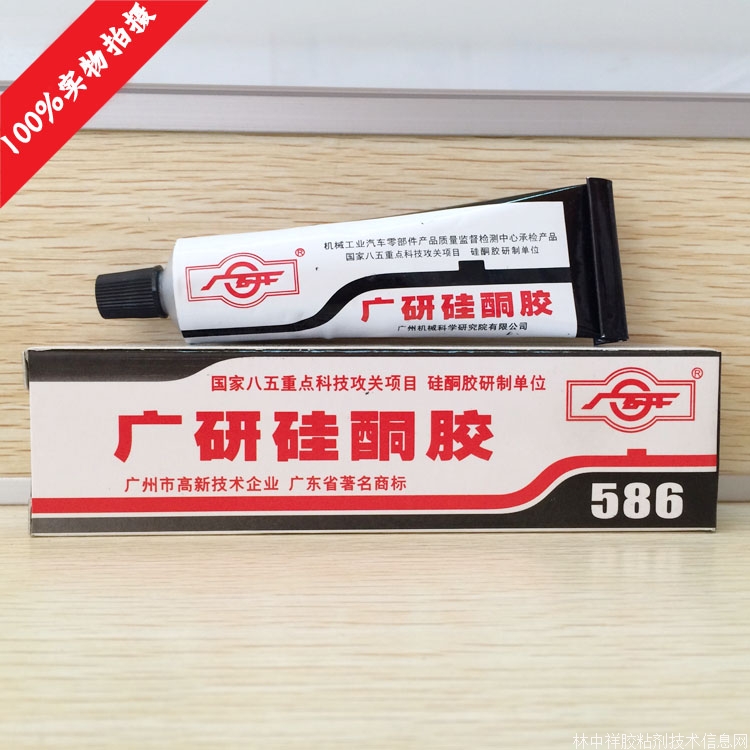 100%实物拍摄
机械工业汽车零部件产品质量监督检测中心承检产品
国家八五重点科技攻关项目 硅酮胶研制单位
广研硅酮胶
广州机械科学研究院有限公司
广研
®
国家八五重点科技攻关项目 硅酮胶研制单位
广研
®
广研硅酮胶
广州市高新技术企业 广东省著名商标
586
林中祥胶粘剂技术信息网